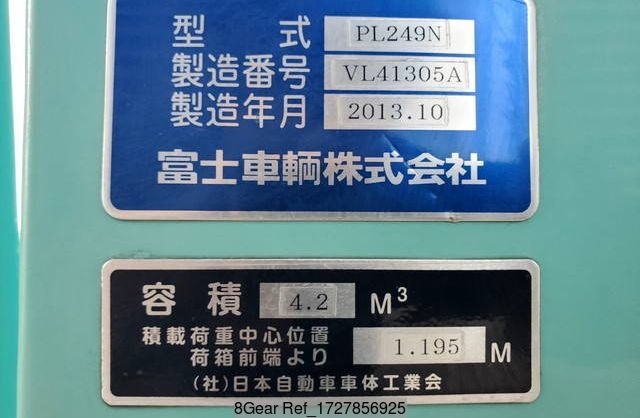 型 式 PL249N
製造番号 VL41305A
製造年月 2013.10
富士車輌株式会社
容 積 4.2 M³
積載荷重中心位置
荷箱前端より 1.195 M
(社)日本自動車車体工業会
8Gear Ref_1727856925